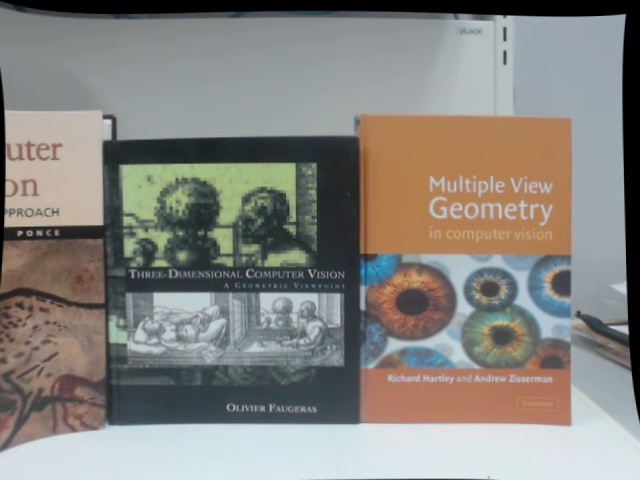 uter
on
PPROACH
PONCE
THREE-DIMENSIONAL COMPUTER VISION
A GEOMETRIC VIEWPOINT
OLIVIER FAUGERAS
Multiple View
Geometry
in computer vision
Richard Hartley and Andrew Zisserman